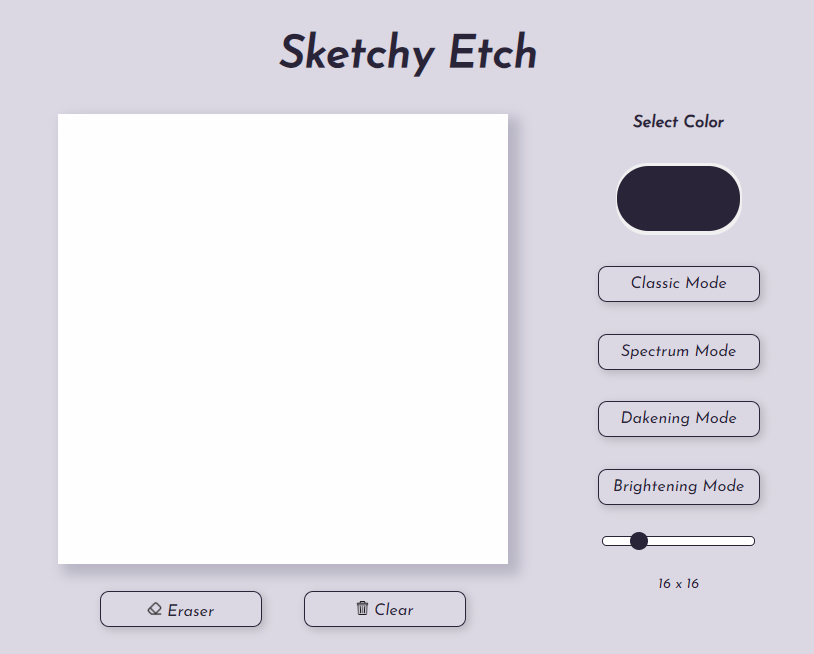 Sketchy Etch
Select Color
Classic Mode
Spectrum Mode
Dakening Mode
Brightening Mode
16 x 16
Eraser
Clear